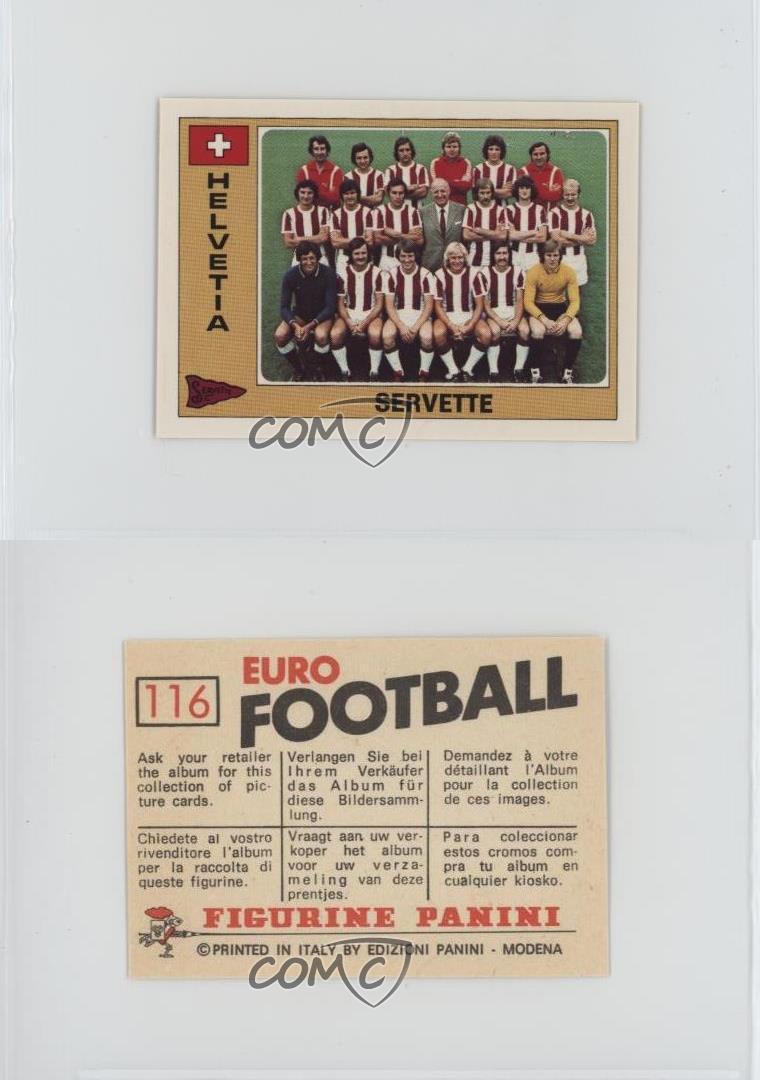 HELVETIA
Servette
SERVETTE
COMC
116
EURO
FOOTBALL
Ask your retailer
the album for this
collection of pic-
ture cards.
Verlangen Sie bei
Ihrem Verkäufer
das Album für
diese Bildersamm-
lung.
Demandez à votre
détaillant l'Album
pour la collection
de ces images.
Chiedete al vostro
rivenditore l'album
per la raccolta di
queste figurine.
Vraagt aan uw ver-
koper het album
voor uw verza-
meling van deze
prentjes.
Para coleccionar
estos cromos com-
pra tu album en
cualquier kiosko.
FIGURINE PANINI
©PRINTED IN ITALY BY EDIZIONI PANINI - MODENA
COMC